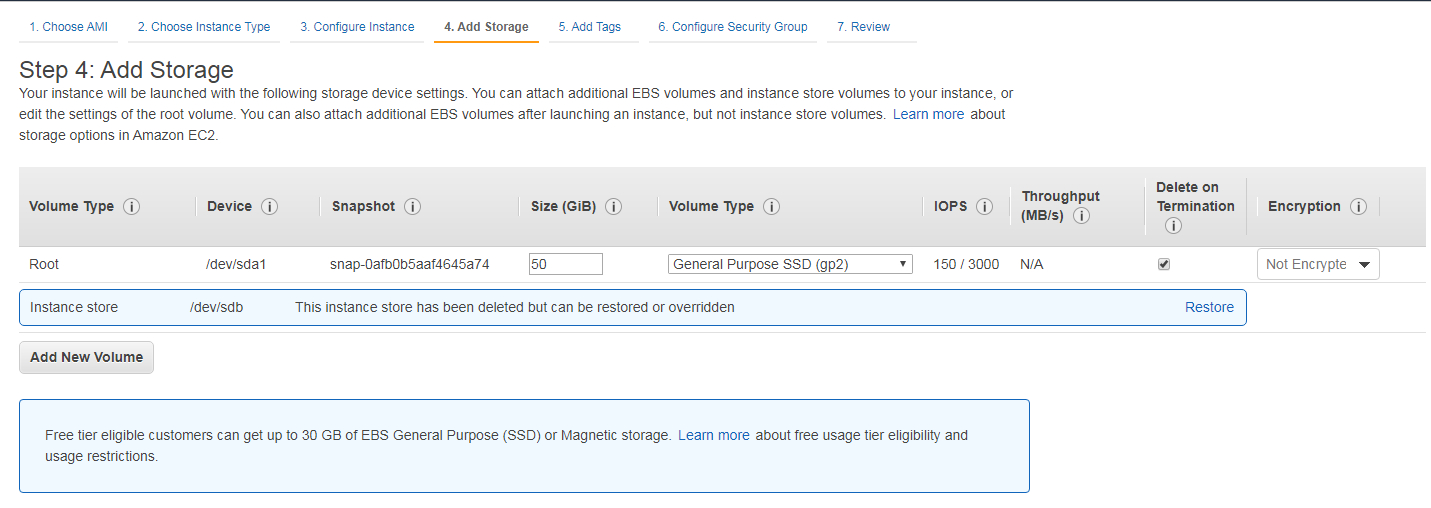 1. Choose AMI 2. Choose Instance Type 3. Configure Instance 4. Add Storage 5. Add Tags 6. Configure Security Group 7. Review
Step 4: Add Storage
Your instance will be launched with the following storage device settings. You can attach additional EBS volumes and instance store volumes to your instance, or
edit the settings of the root volume. You can also attach additional EBS volumes after launching an instance, but not instance store volumes. Learn more about
storage options in Amazon EC2.
Volume Type i Device i Snapshot i Size (GiB) i Volume Type i IOPS i Throughput (MB/s) i Delete on Termination i Encryption i
Root /dev/sda1 snap-0afb0b5aaf4645a74 50 General Purpose SSD (gp2) 150 / 3000 N/A Not Encrypte
Instance store /dev/sdb This instance store has been deleted but can be restored or overridden Restore
Add New Volume
Free tier eligible customers can get up to 30 GB of EBS General Purpose (SSD) or Magnetic storage. Learn more about free usage tier eligibility and
usage restrictions.